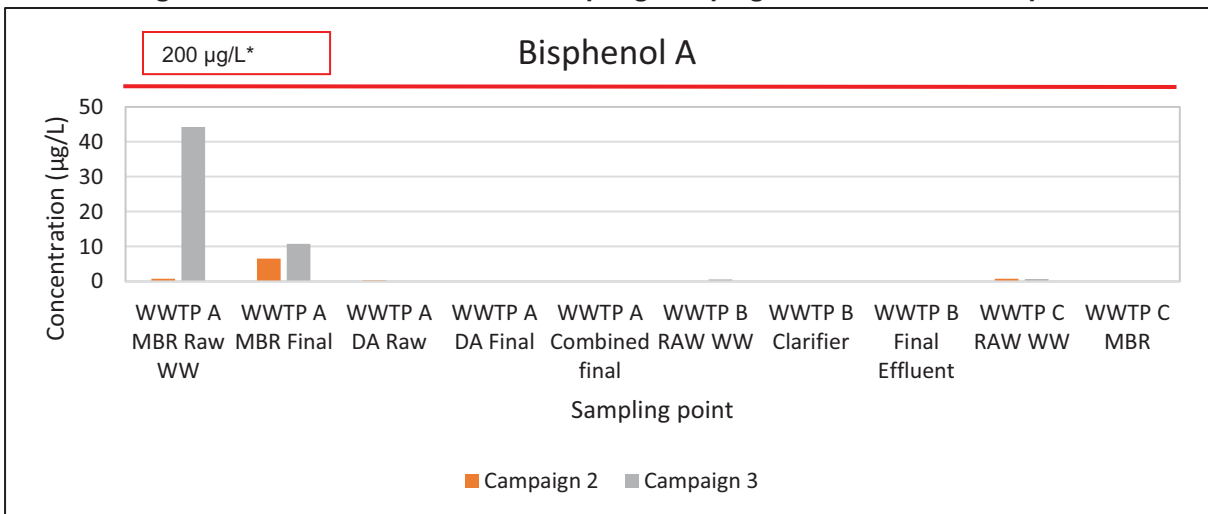 200 µg/L*
Bisphenol A
Concentration (µg/L)
50
40
30
20
10
0
WWTP A MBR Raw WW
WWTP A MBR Final
WWTP A DA Raw
WWTP A DA Final
WWTP A Combined final
WWTP B RAW WW
WWTP B Clarifier
WWTP B Final Effluent
WWTP C RAW WW
WWTP C MBR
Sampling point
Campaign 2
Campaign 3